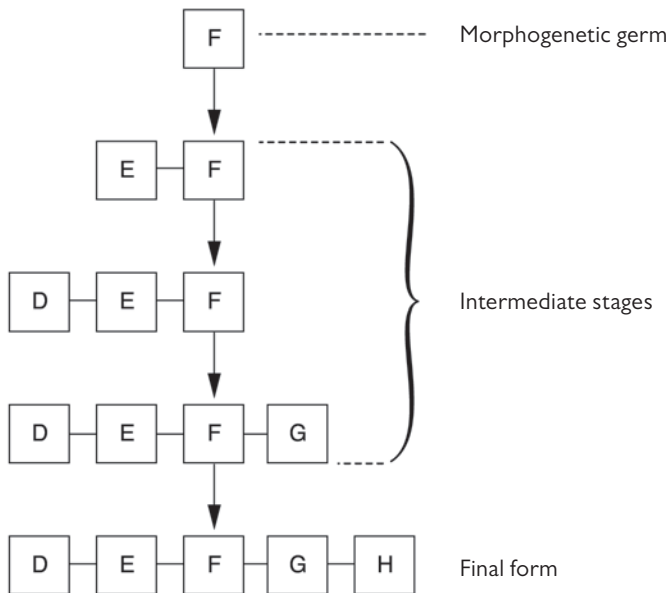 F Morphogenetic germ
E F
D E F Intermediate stages
D E F G
D E F G H Final form